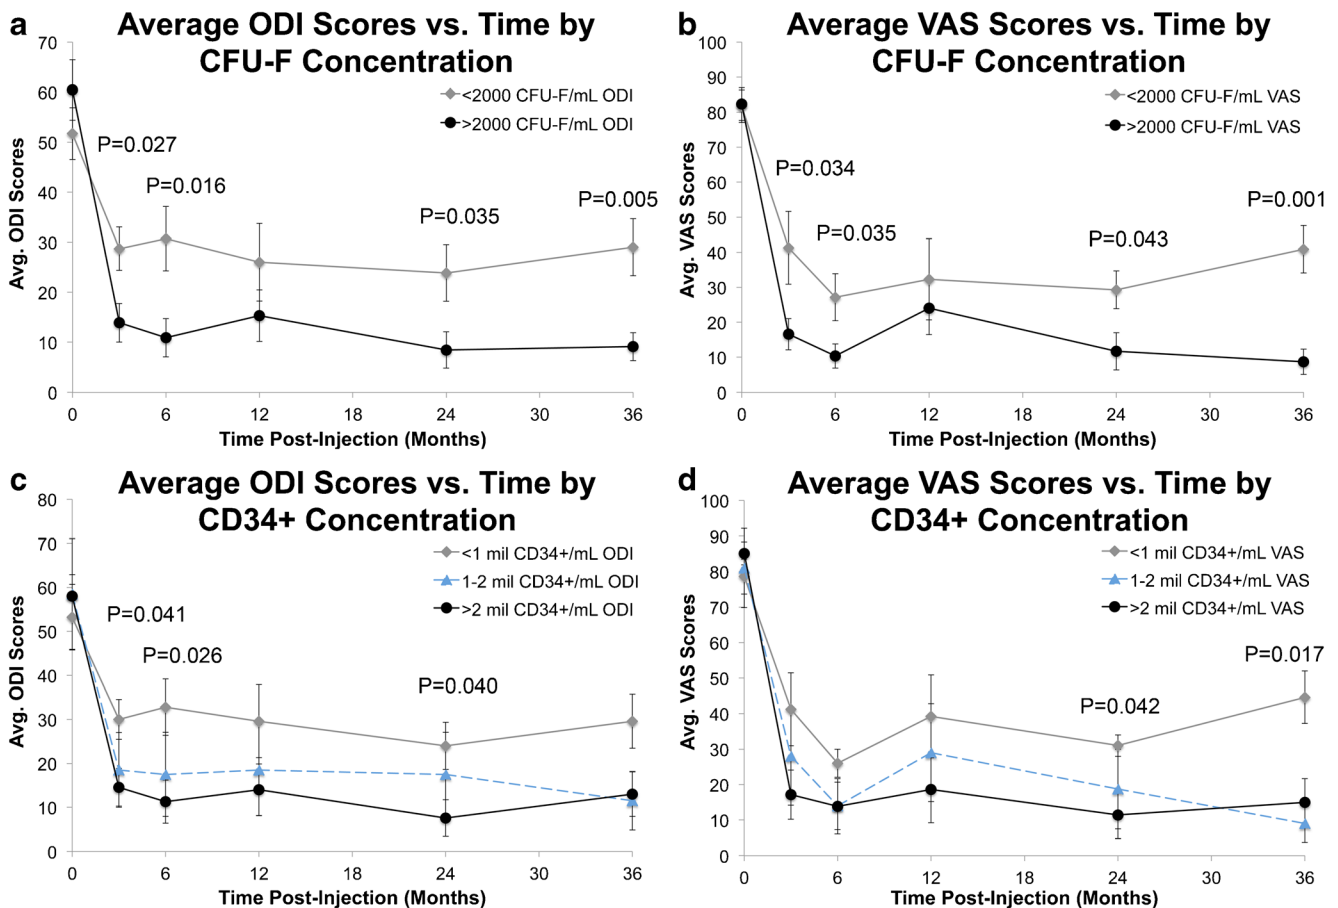 a
Average ODI Scores vs. Time by
CFU-F Concentration
<2000 CFU-F/mL ODI
>2000 CFU-F/mL ODI
P=0.027
P=0.016
P=0.035
P=0.005
Avg. ODI Scores
70
60
50
40
30
20
10
0
0 6 12 18 24 30 36
Time Post-Injection (Months)
b
Average VAS Scores vs. Time by
CFU-F Concentration
<2000 CFU-F/mL VAS
>2000 CFU-F/mL VAS
P=0.034
P=0.035
P=0.043
P=0.001
Avg. VAS Scores
100
90
80
70
60
50
40
30
20
10
0
0 6 12 18 24 30 36
Time Post-Injection (Months)
c
Average ODI Scores vs. Time by
CD34+ Concentration
<1 mil CD34+/mL ODI
1-2 mil CD34+/mL ODI
>2 mil CD34+/mL ODI
P=0.041
P=0.026
P=0.040
Avg. ODI Scores
80
70
60
50
40
30
20
10
0
0 6 12 18 24 30 36
Time Post-Injection (Months)
d
Average VAS Scores vs. Time by
CD34+ Concentration
<1 mil CD34+/mL VAS
1-2 mil CD34+/mL VAS
>2 mil CD34+/mL VAS
P=0.042
P=0.017
Avg. VAS Scores
100
90
80
70
60
50
40
30
20
10
0
0 6 12 18 24 30 36
Time Post-Injection (Months)